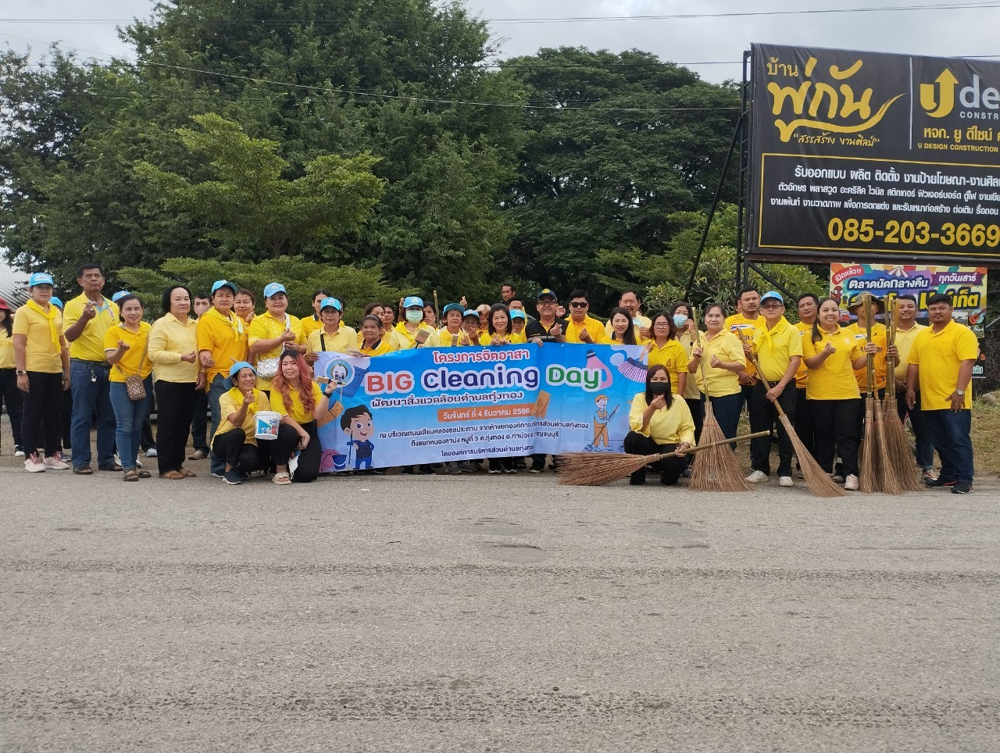 บ้าน
พู่กัน
"สรรสร้าง งานศิลป์"
de
CONSTR
หจก. ยู ดีไซน์
U DESIGN CONSTRUCTION
รับออกแบบ ผลิต ติดตั้ง งานป้ายโฆษณา-งานศิล
ตัวอักษร พลาสวูด อะคริลิค ไวนิล สติกเกอร์ ฟิวเจอร์บอร์ด ตู้ไฟ งานเขีย
งานเพ้นท์ งานวาดภาพ เพื่อการตกแต่ง และรับเหมาก่อสร้าง ต่อเติม รื้อถอน
085-203-3669
เปิดแล้ว!!
ทุกวันเสาร์
ตลาดนัดกลางคืน
เก็ต
โครงการจิตอาสา
BIG Cleaning Day
พัฒนาสิ่งแวดล้อมตำบลทุ่งทอง
วันจันทร์ ที่ 4 ธันวาคม 2566
ณ บริเวณถนนเลียบคลองชลประทาน จากด้านแยกองค์การบริหารส่วนตำบลทุ่งทอง
ถึงแยกหนองตาบ่ง หมู่ที่ 3 ต.ทุ่งทอง อ.ท่าม่วง จ.กาญจนบุรี
โดยองค์การบริหารส่วนตำบลทุ่งทอง